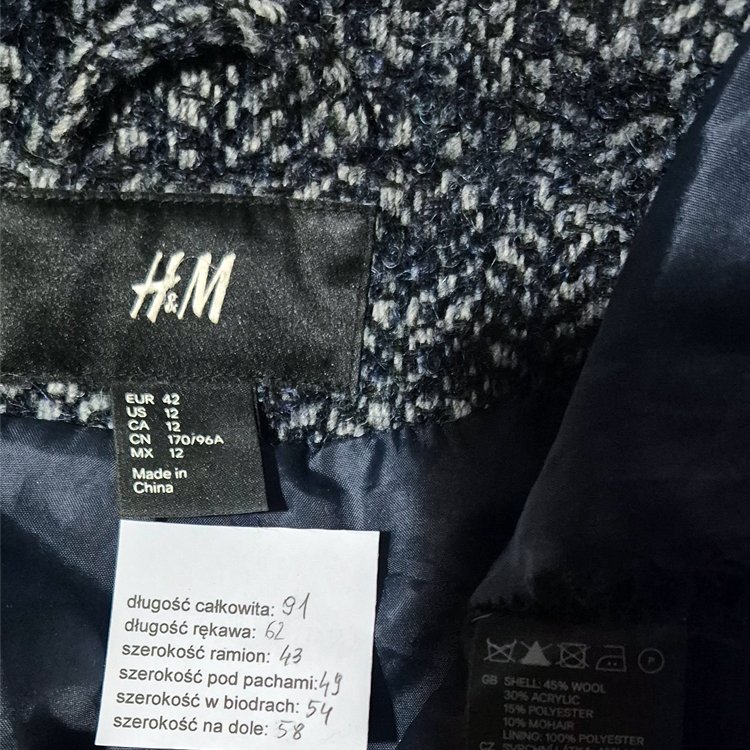 H&M
EUR 42
US 12
CA 12
CN 170/96A
MX 12
Made in
China
długość całkowita: 91
długość rękawa: 62
szerokość ramion: 43
szerokość pod pachami: 49
szerokość w biodrach: 54
szerokość na dole: 58
GB SHELL: 45% WOOL
30% ACRYLIC
15% POLYESTER
10% MOHAIR
LINING: 100% POLYESTER
CZ